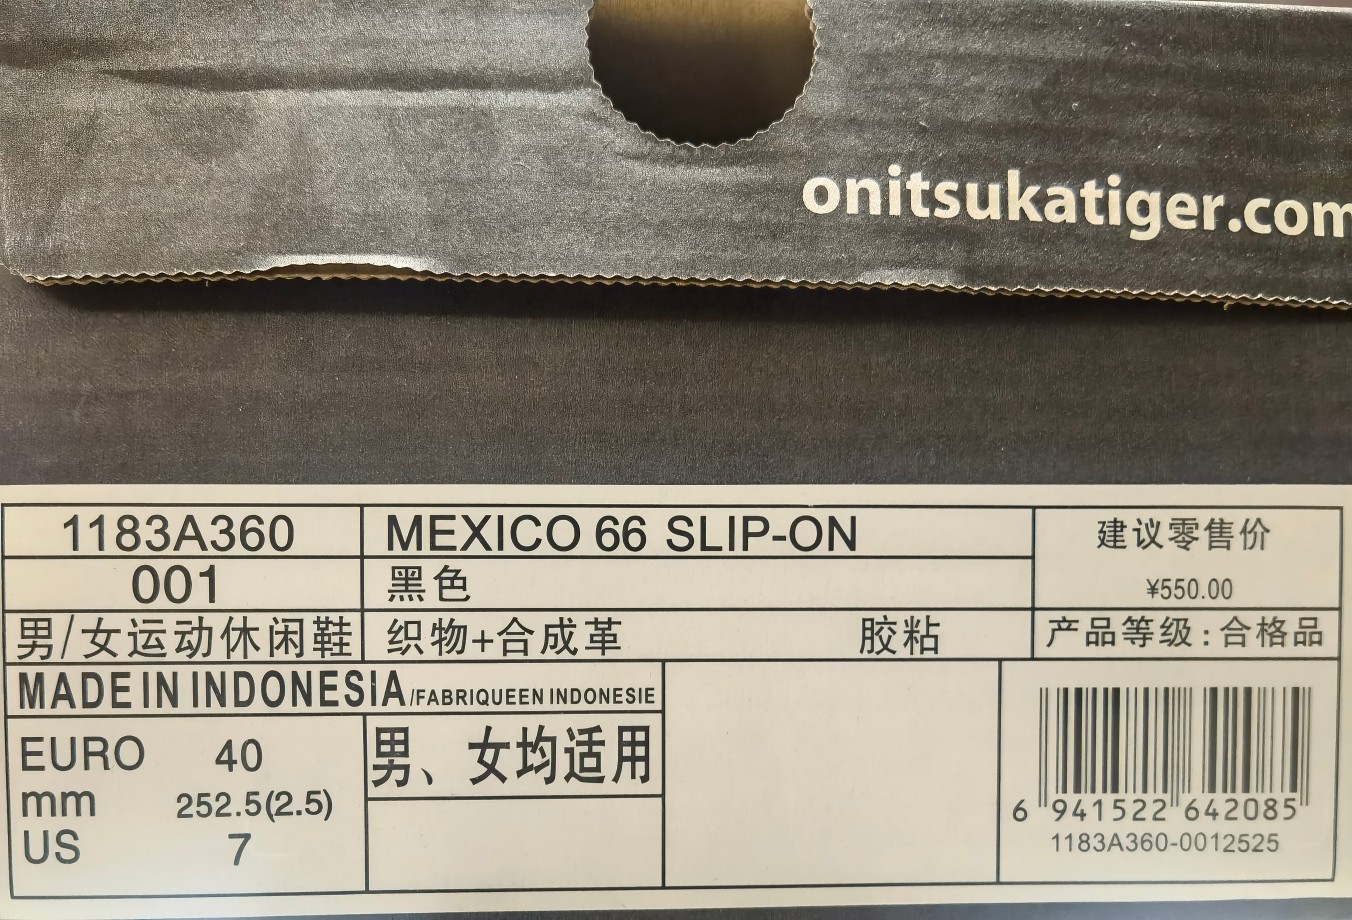 onitsukatiger.com
1183A360
MEXICO 66 SLIP-ON
建议零售价
001
黑色
¥550.00
男/女运动休闲鞋
织物+合成革
胶粘
产品等级:合格品
MADE IN INDONESIA/FABRIQUEEN INDONESIE
EURO 40
男、女均适用
mm 252.5(2.5)
US 7
6 941522 642085
1183A360-0012525